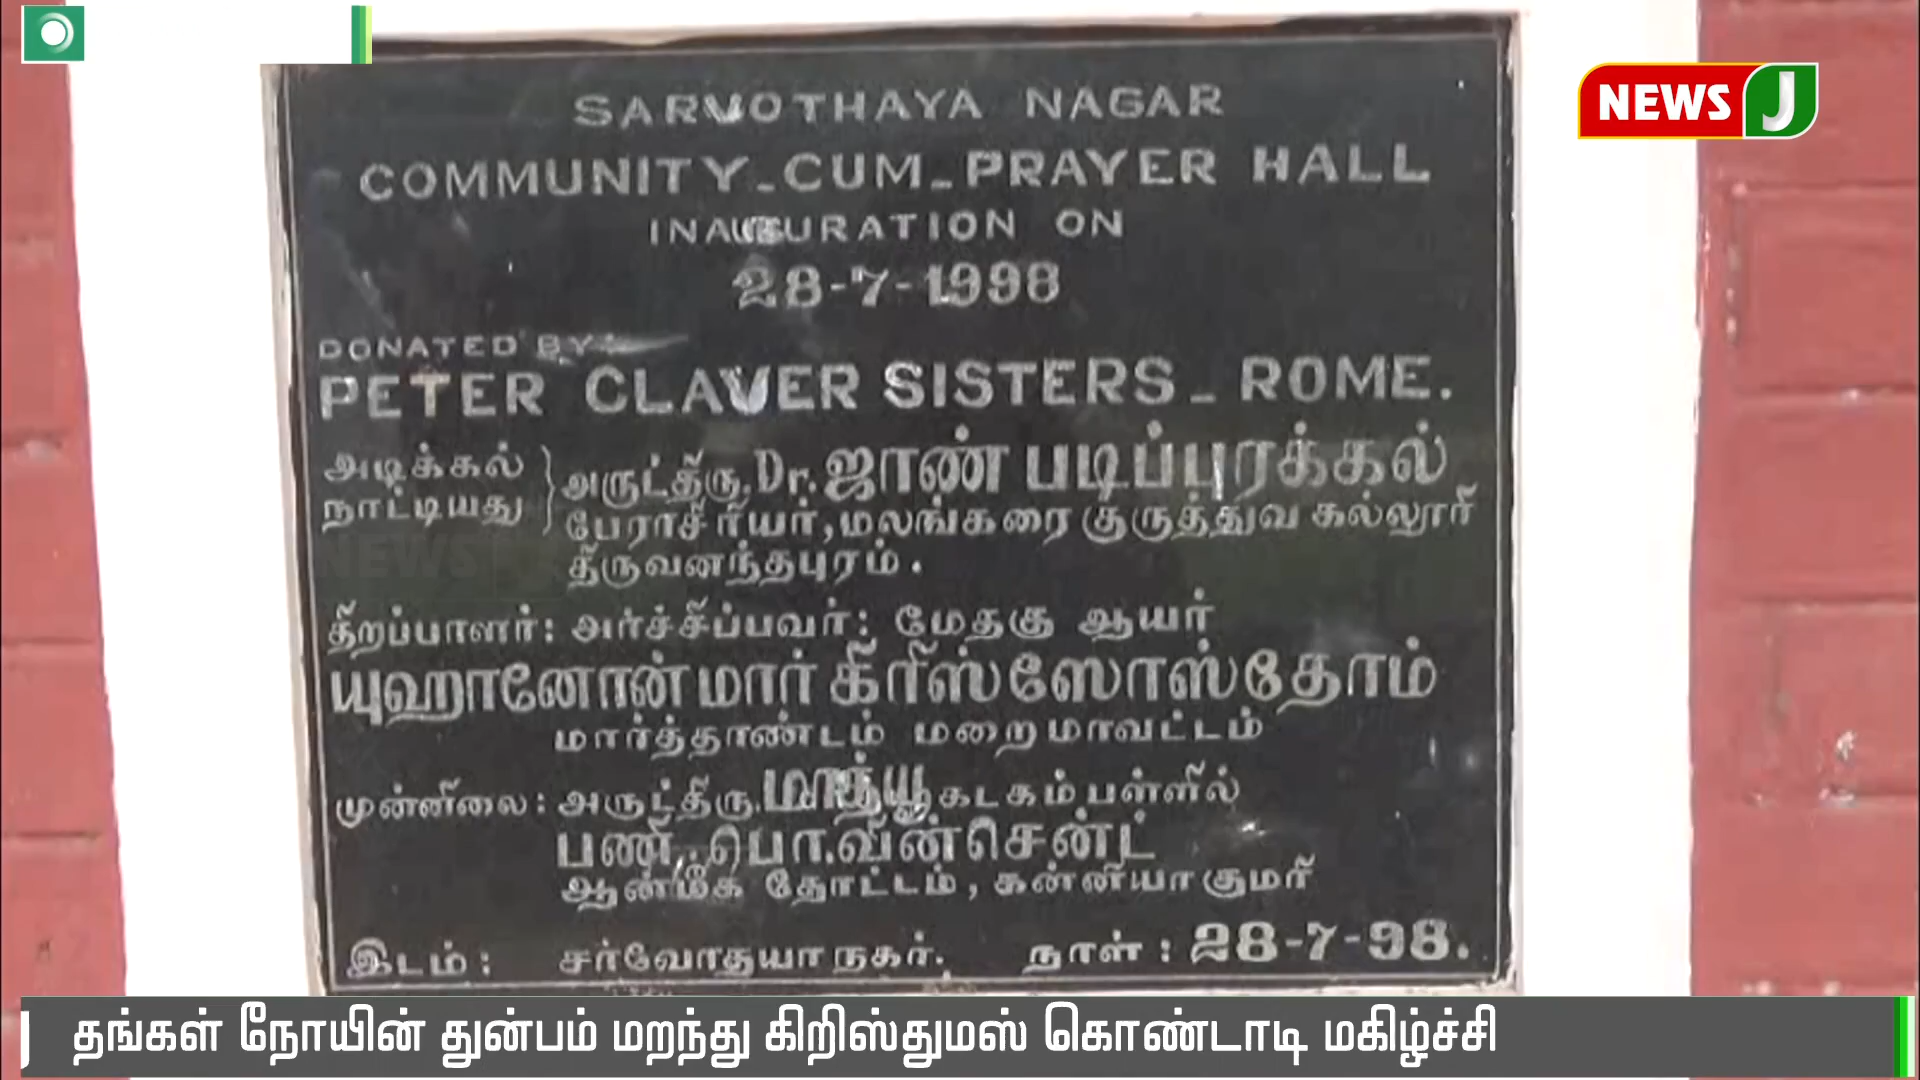 NEWS J
SARVOTHAYA NAGAR
COMMUNITY-CUM-PRAYER HALL
INAUGURATION ON
28-7-1998
DONATED BY
PETER CLAVER SISTERS - ROME.
அடிக்கல் நாட்டியது } அருட்திரு. Dr. ஜாண் படிப்புரக்கல்
பேராசிரியர், மலங்கரை குருத்துவ கல்லூரி
திருவனந்தபுரம்.
திறப்பாளர்: அர்ச்சிப்பவர்: மேதகு ஆயர்
யுஹானோன் மார் கிரிஸ்ஸோஸ்தோம்
மார்த்தாண்டம் மறைமாவட்டம்
முன்னிலை: அருட்திரு. மாத்யூ கடகம்பள்ளில்
பணி. பொ. வின்சென்ட்
ஆன்மீக தோட்டம், கன்னியாகுமரி
இடம்: சர்வோதயாநகர். நாள்: 28-7-98.
தங்கள் நோயின் துன்பம் மறந்து கிறிஸ்துமஸ் கொண்டாடி மகிழ்ச்சி